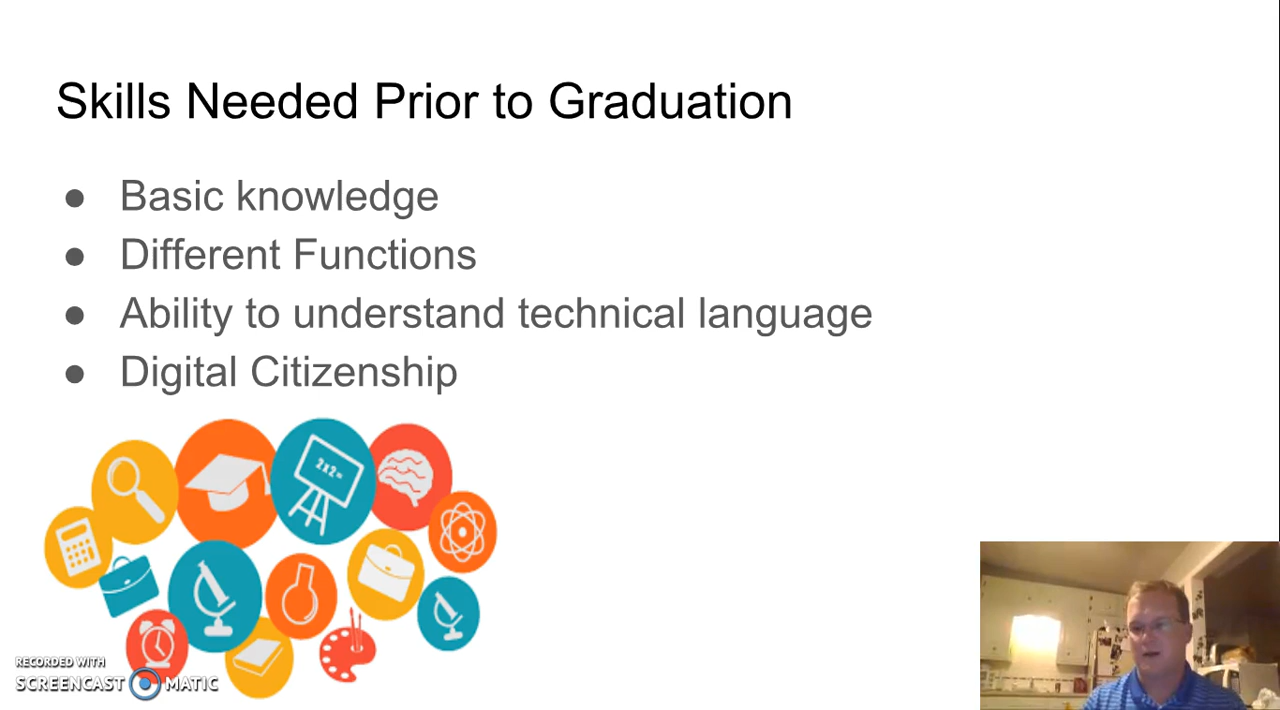 Skills Needed Prior to Graduation
● Basic knowledge
● Different Functions
● Ability to understand technical language
● Digital Citizenship
2x2=
RECORDED WITH
SCREENCAST MATIC